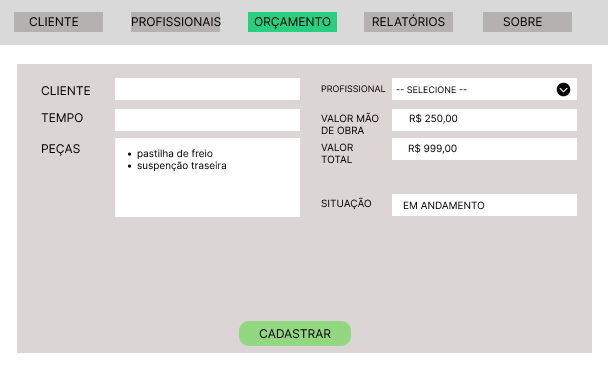 CLIENTE
PROFISSIONAIS
ORÇAMENTO
RELATÓRIOS
SOBRE
CLIENTE
PROFISSIONAL
-- SELECIONE --
TEMPO
VALOR MÃO
DE OBRA
R$ 250,00
PEÇAS
• pastilha de freio
• suspenção traseira
VALOR
TOTAL
R$ 999,00
SITUAÇÃO
EM ANDAMENTO
CADASTRAR